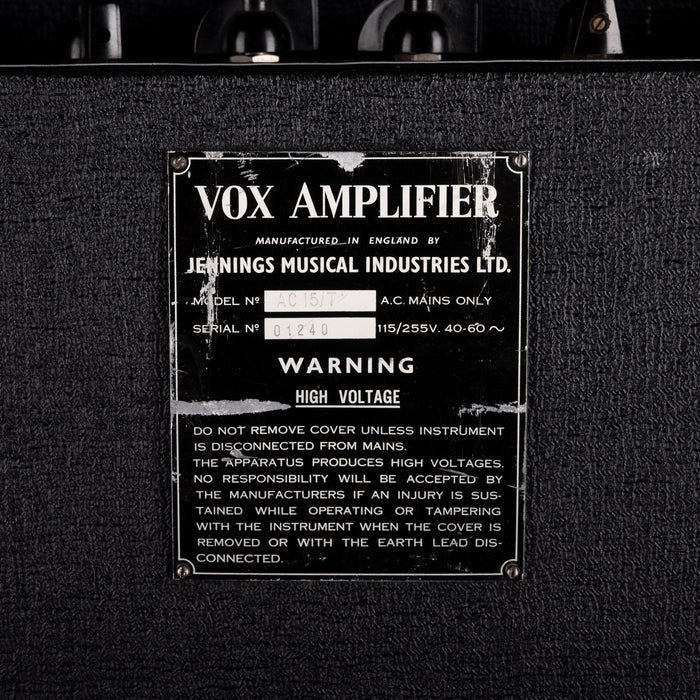 VOX AMPLIFIER
MANUFACTURED IN ENGLAND BY
JENNINGS MUSICAL INDUSTRIES LTD.
MODEL Nº AC 15/ A.C. MAINS ONLY
SERIAL Nº 01240 115/255V. 40-60 ~
WARNING
HIGH VOLTAGE
DO NOT REMOVE COVER UNLESS INSTRUMENT
IS DISCONNECTED FROM MAINS.
THE APPARATUS PRODUCES HIGH VOLTAGES.
NO RESPONSIBILITY WILL BE ACCEPTED BY
THE MANUFACTURERS IF AN INJURY IS SUS-
TAINED WHILE OPERATING OR TAMPERING
WITH THE INSTRUMENT WHEN THE COVER IS
REMOVED OR WITH THE EARTH LEAD DIS-
CONNECTED.